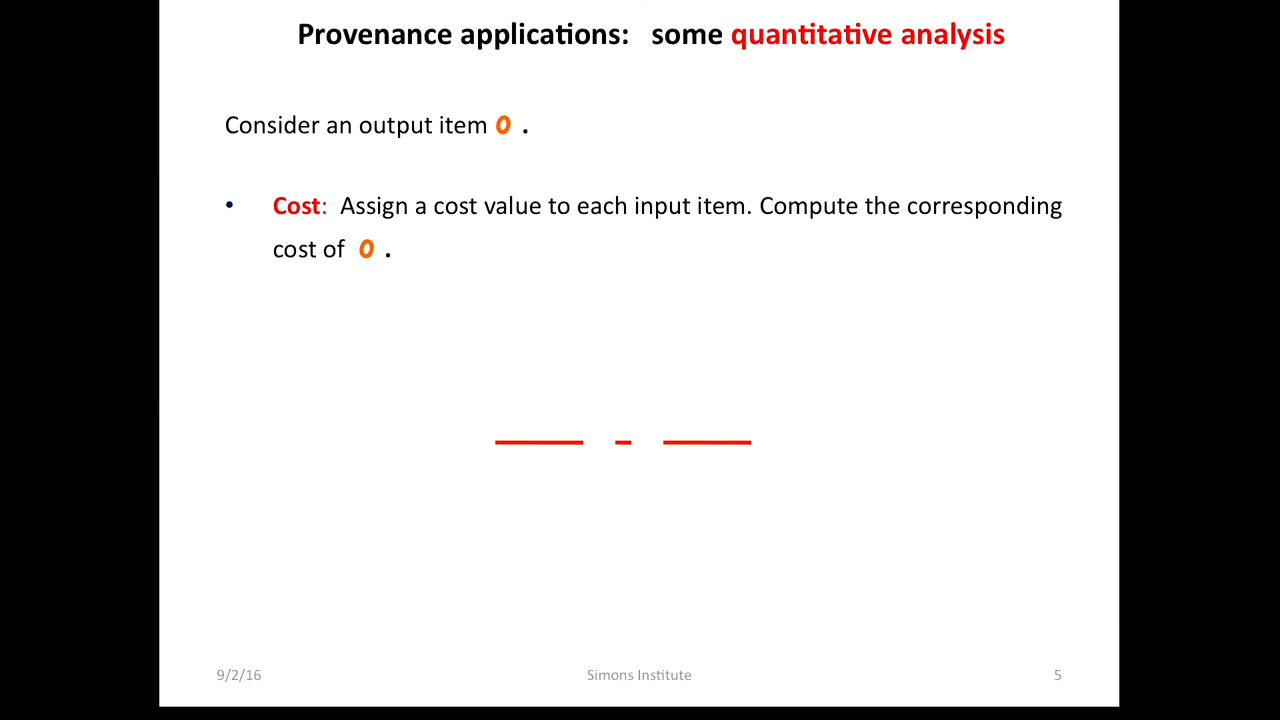 Provenance applications: some quantitative analysis
Consider an output item o .
• Cost: Assign a cost value to each input item. Compute the corresponding
cost of o .
9/2/16 Simons Institute 5